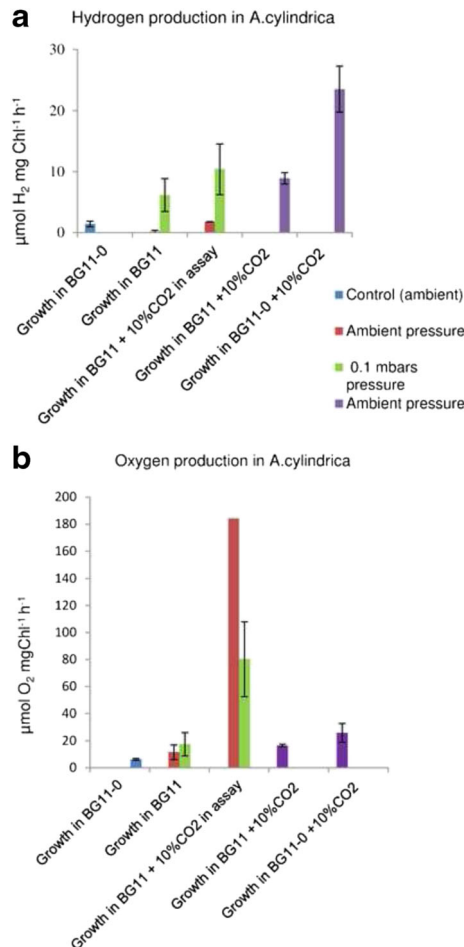 a
Hydrogen production in A.cylindrica
30
20
10
0
µmol H2 mg Chl-1 h-1
Growth in BG11-0
Growth in BG11
Growth in BG11 + 10%CO2 in assay
Growth in BG11 +10%CO2
Growth in BG11-0 +10%CO2
Control (ambient)
Ambient pressure
0.1 mbars
pressure
Ambient pressure
b
Oxygen production in A.cylindrica
200
180
160
140
120
100
80
60
40
20
0
µmol O2 mgChl-1 h-1
Growth in BG11-0
Growth in BG11
Growth in BG11 + 10%CO2 in assay
Growth in BG11 +10%CO2
Growth in BG11-0 +10%CO2